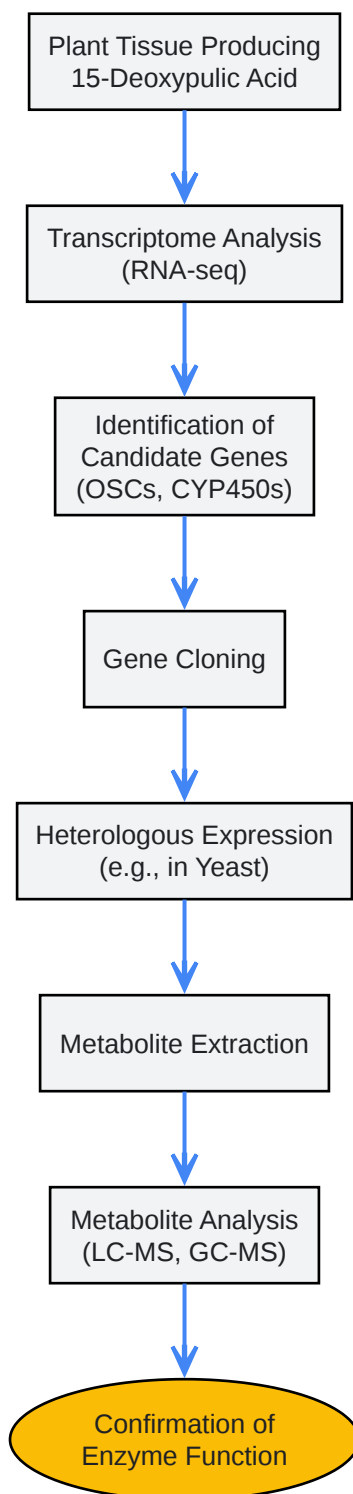 Plant Tissue Producing
15-Deoxypulic Acid
Transcriptome Analysis
(RNA-seq)
Identification of
Candidate Genes
(OSCs, CYP450s)
Gene Cloning
Heterologous Expression
(e.g., in Yeast)
Metabolite Extraction
Metabolite Analysis
(LC-MS, GC-MS)
Confirmation of
Enzyme Function